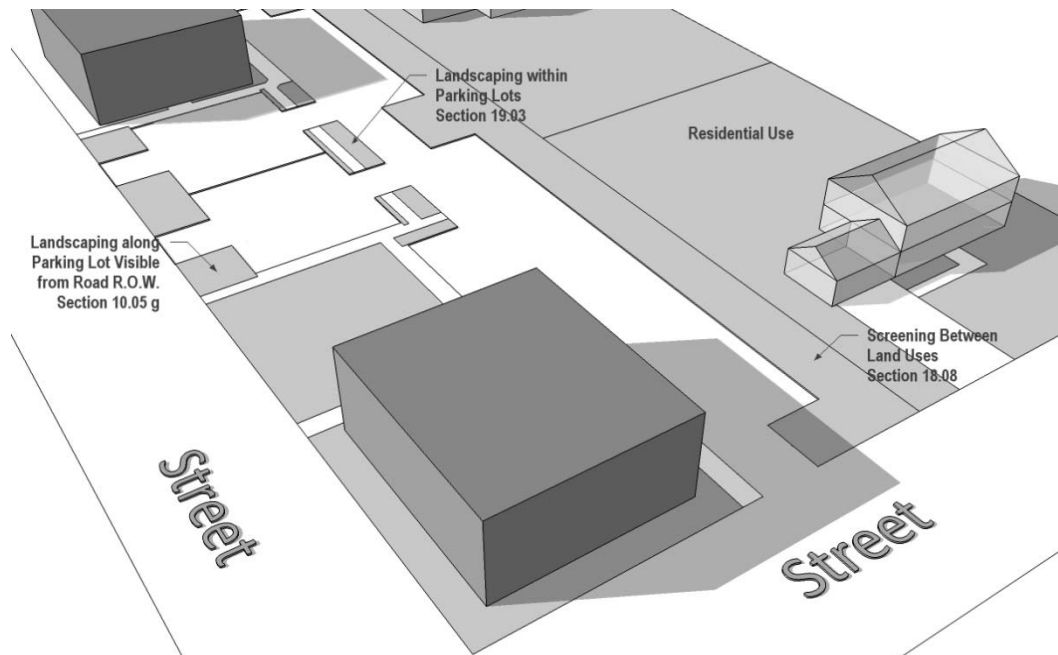 Landscaping within
Parking Lots
Section 19.03
Residential Use
Landscaping along
Parking Lot Visible
from Road R.O.W.
Section 10.05 g
Screening Between
Land Uses
Section 18.08
Street
Street